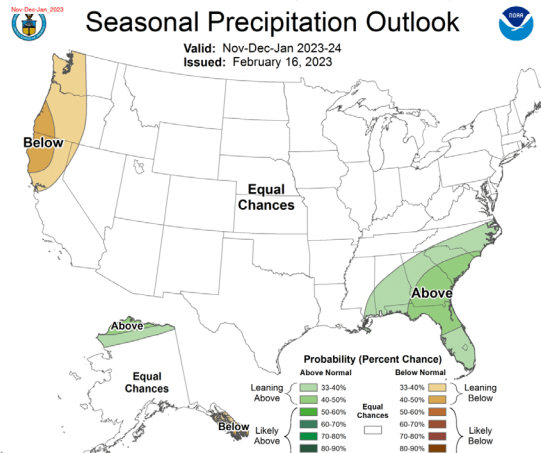 Nov-Dec-Jan_2023
Seasonal Precipitation Outlook
NOAA
Valid: Nov-Dec-Jan 2023-24
Issued: February 16, 2023
Below
Equal
Chances
Above
Above
Equal
Chances
Below
Probability (Percent Chance)
Above Normal
Below Normal
Leaning
Above
33-40%
40-50%
50-60%
Likely
Above
60-70%
70-80%
80-90%
Equal
Chances
33-40%
40-50%
Leaning
Below
50-60%
60-70%
70-80%
80-90%
Likely
Below